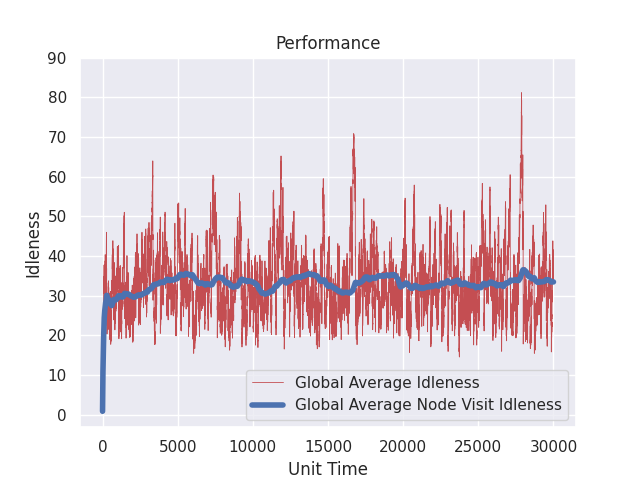 Performance
Idleness
90
80
70
60
50
40
30
20
10
0
Global Average Idleness
Global Average Node Visit Idleness
0 5000 10000 15000 20000 25000 30000
Unit Time